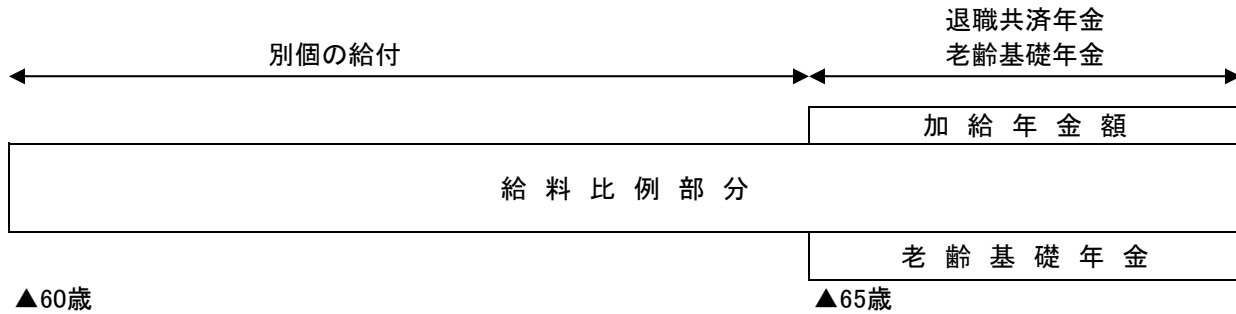 退職共済年金
別個の給付
老齢基礎年金
加給年金額
給料比例部分
老齢基礎年金
▲60歳
▲65歳